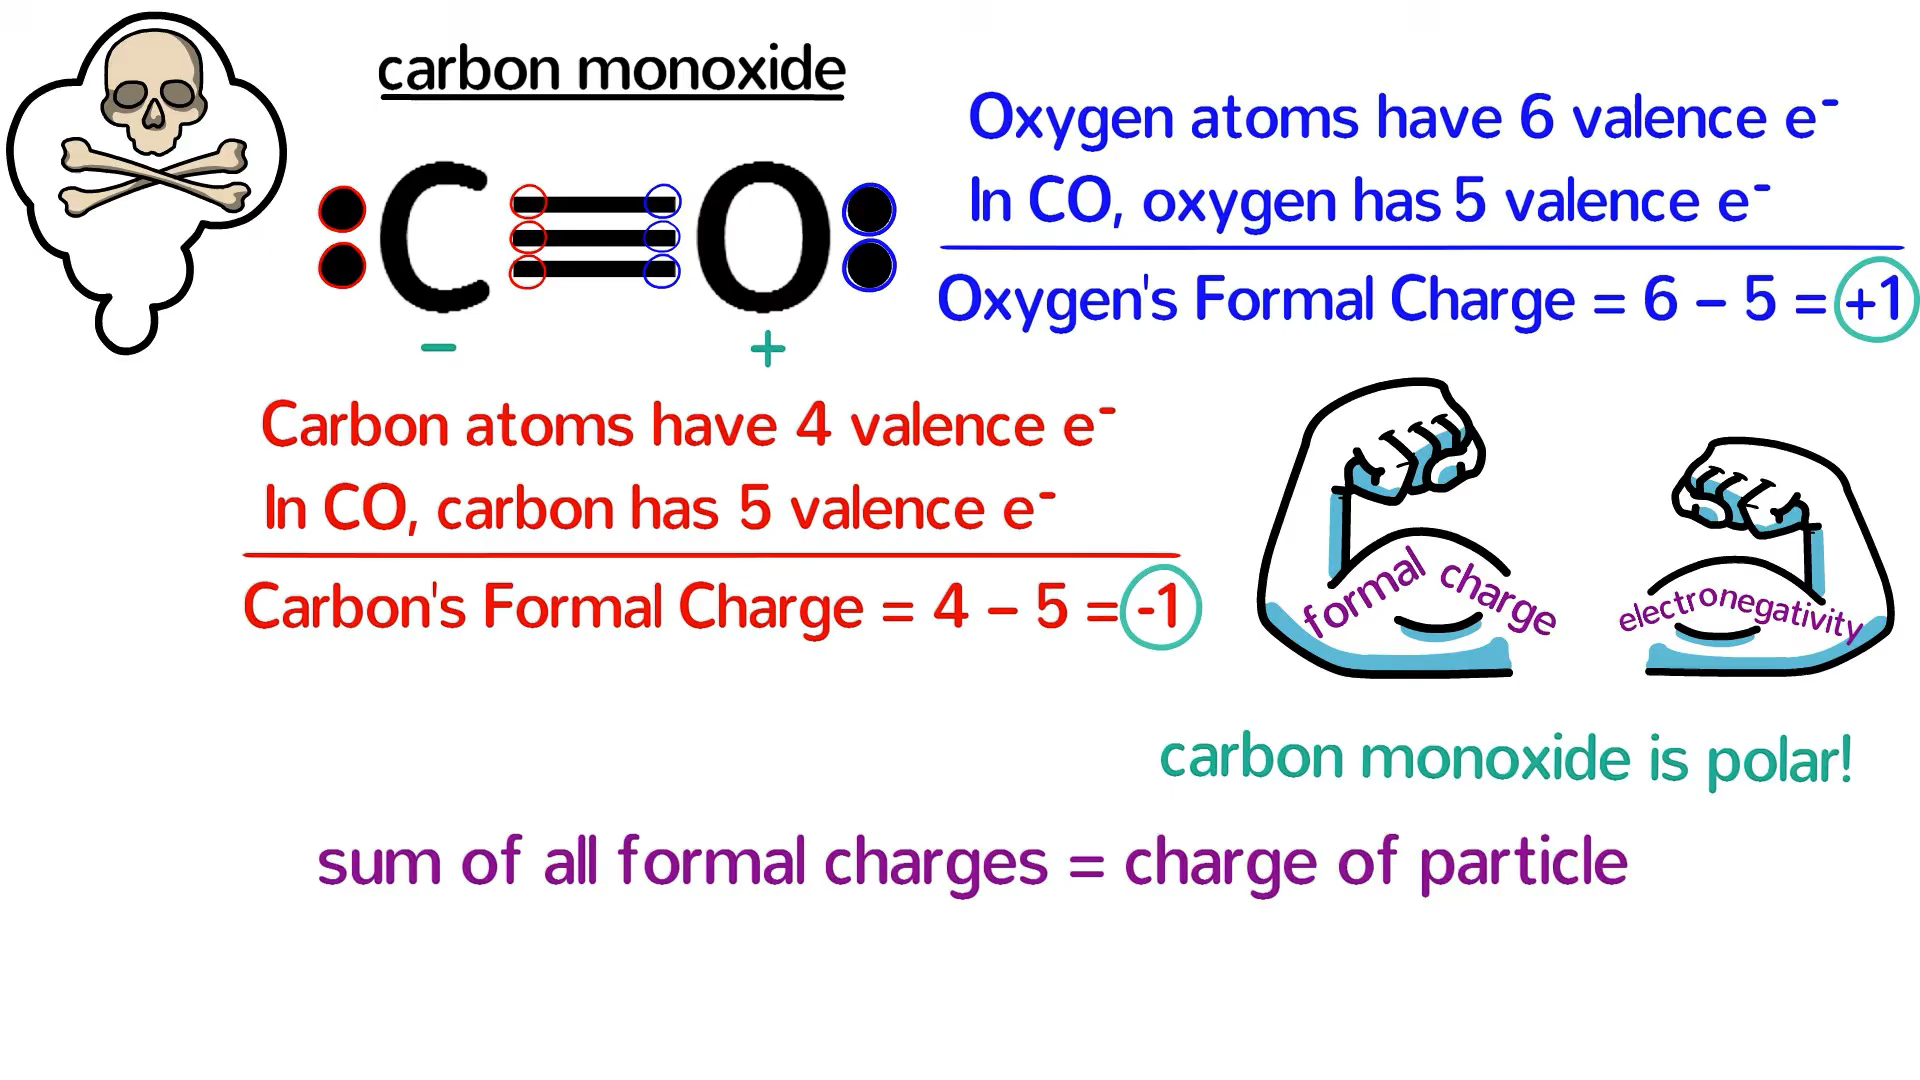 carbon monoxide
:C≡O:
− +
Oxygen atoms have 6 valence e⁻
In CO, oxygen has 5 valence e⁻
Oxygen's Formal Charge = 6 – 5 = +1
Carbon atoms have 4 valence e⁻
In CO, carbon has 5 valence e⁻
Carbon's Formal Charge = 4 – 5 = -1
formal charge
electronegativity
carbon monoxide is polar!
sum of all formal charges = charge of particle